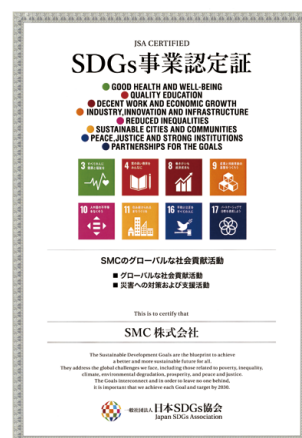 JSA CERTIFIED
SDGs事業認定証
GOOD HEALTH AND WELL-BEING
QUALITY EDUCATION
DECENT WORK AND ECONOMIC GROWTH
INDUSTRY,INNOVATION AND INFRASTRUCTURE
REDUCED INEQUALITIES
SUSTAINABLE CITIES AND COMMUNITIES
PEACE,JUSTICE AND STRONG INSTITUTIONS
PARTNERSHIPS FOR THE GOALS
3
4
8
9
10
11
16
17
SMCのグローバルな社会貢献活動
■ グローバルな社会貢献活動
■ 災害への対策および支援活動
This is to certify that
SMC 株式会社
The Sustainable Development Goals are the blueprint to achieve
a better and more sustainable future for all.
They address the global challenges we face, including those related to poverty, inequality,
climate, environmental degradation, prosperity, and peace and justice.
The Goals interconnect and in order to leave no one behind,
it is important that we achieve each Goal and target by 2030.
一般社団法人 日本SDGs協会
Japan SDGs Association